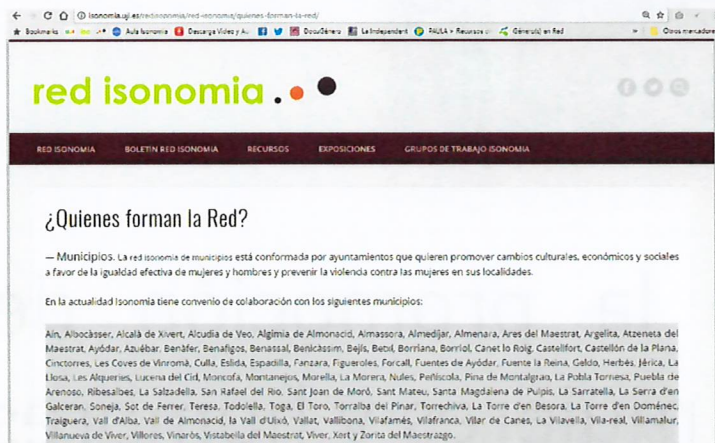 isonomia.uji.es/redisonomia/red-isonomia/quienes-forman-la-red/
Bookmarks Aula Isonomia Descarga Video y Au DocuGénero La Independent PAULA > Recursos Género(s) en Red Otros marcadores
red isonomia
RED ISONOMIA BOLETIN RED ISONOMIA RECURSOS EXPOSICIONES GRUPOS DE TRABAJO ISONOMIA
¿Quienes forman la Red?
— Municipios. La red isonomia de municipios está conformada por ayuntamientos que quieren promover cambios culturales, económicos y sociales
a favor de la igualdad efectiva de mujeres y hombres y prevenir la violencia contra las mujeres en sus localidades.
En la actualidad Isonomia tiene convenio de colaboración con los siguientes municipios:
Aín, Albocàsser, Alcalà de Xivert, Alcudia de Veo, Algimia de Almonacid, Almassora, Almedíjar, Almenara, Ares del Maestrat, Argelita, Atzeneta del
Maestrat, Ayódar, Azuébar, Benafer, Benafigos, Benassal, Benicàssim, Bejís, Betxí, Borriana, Borriol, Canet lo Roig, Castellfort, Castellón de la Plana,
Cinctorres, Les Coves de Vinromà, Culla, Eslida, Espadilla, Fanzara, Figueroles, Forcall, Fuentes de Ayódar, Fuente la Reina, Geldo, Herbés, Jérica, La
Llosa, Les Alqueries, Lucena del Cid, Moncofa, Montanejos, Morella, La Morera, Nules, Peñíscola, Pina de Montalgrao, La Pobla Tornesa, Puebla de
Arenoso, Ribesalbes, La Salzadella, San Rafael del Rio, Sant Joan de Moró, Sant Mateu, Santa Magdalena de Pulpis, La Sarratella, La Serra d'en
Galceran, Soneja, Sot de Ferrer, Teresa, Todolella, Toga, El Toro, Torralba del Pinar, Torrechiva, La Torre d'en Besora, La Torre d'en Doménec,
Traiguera, Vall d'Alba, Vall de Almonacid, la Vall d'Uixó, Vallat, Vallibona, Vilafamés, Vilafranca, Vilar de Canes, La Vilavella, Vila-real, Villamalur,
Villanueva de Viver, Villores, Vinaròs, Vistabella del Maestrat, Viver, Xert y Zorita del Maestrazgo.